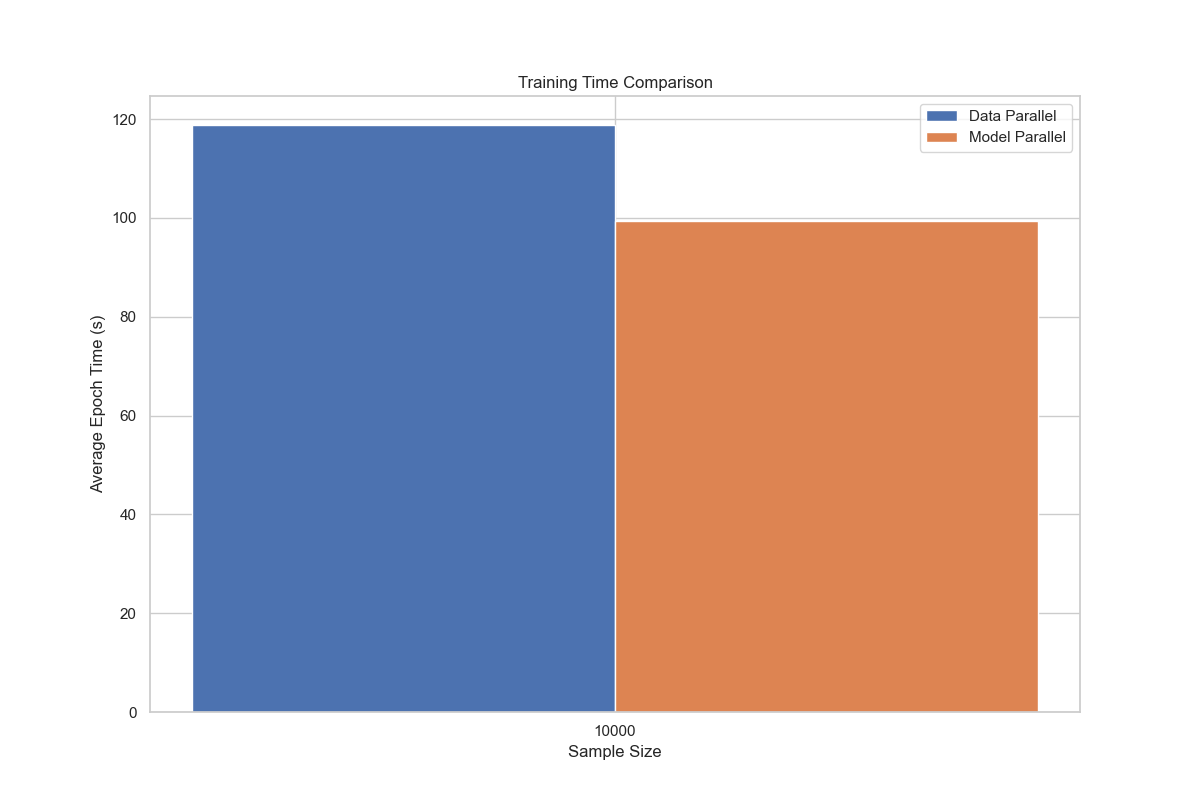 Training Time Comparison
Data Parallel
Model Parallel
120
100
80
60
40
20
0
Average Epoch Time (s)
10000
Sample Size